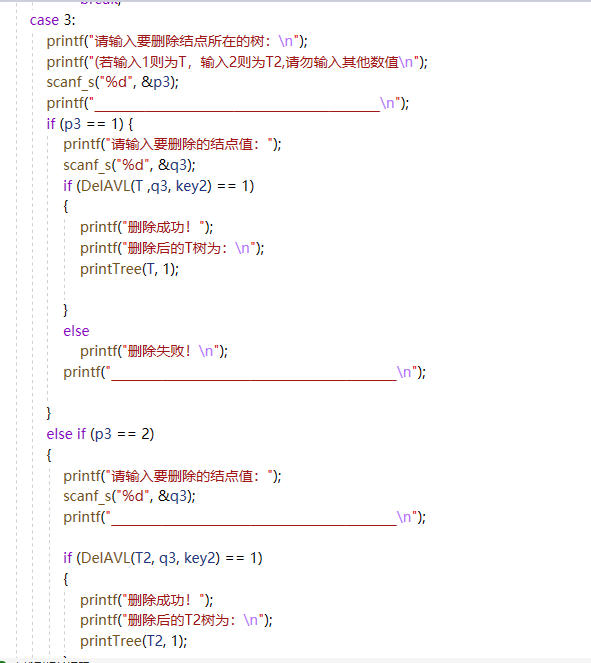 break;
case 3:
printf("请输入要删除结点所在的树：\n");
printf("(若输入1则为T，输入2则为T2,请勿输入其他数值\n");
scanf_s("%d", &p3);
printf("________________________________________\n");
if (p3 == 1) {
printf("请输入要删除的结点值：");
scanf_s("%d", &q3);
if (DelAVL(T ,q3, key2) == 1)
{
printf("删除成功！");
printf("删除后的T树为：\n");
printTree(T, 1);
}
else
printf("删除失败！\n");
printf("________________________________________\n");
}
else if (p3 == 2)
{
printf("请输入要删除的结点值：");
scanf_s("%d", &q3);
printf("________________________________________\n");
if (DelAVL(T2, q3, key2) == 1)
{
printf("删除成功！");
printf("删除后的T2树为：\n");
printTree(T2, 1);